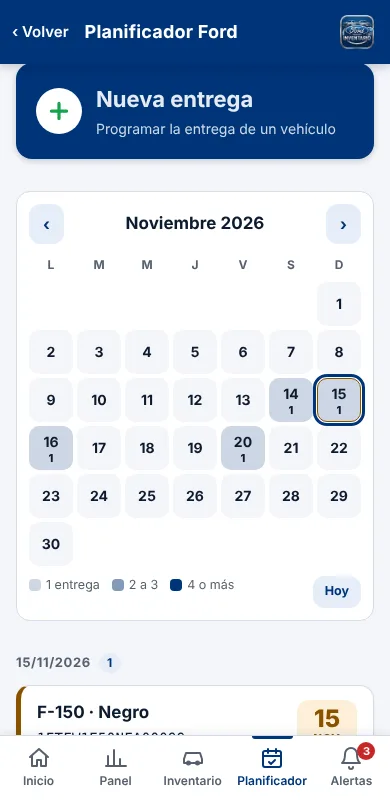 ‹ Volver Planificador Ford
Nueva entrega
Programar la entrega de un vehículo
‹ Noviembre 2026 ›
L M M J V S D
1
2 3 4 5 6 7 8
9 10 11 12 13 14 15
1 1
16 17 18 19 20 21 22
1 1
23 24 25 26 27 28 29
30
1 entrega 2 a 3 4 o más
Hoy
15/11/2026 1
F-150 · Negro
15
3
Inicio Panel Inventario Planificador Alertas